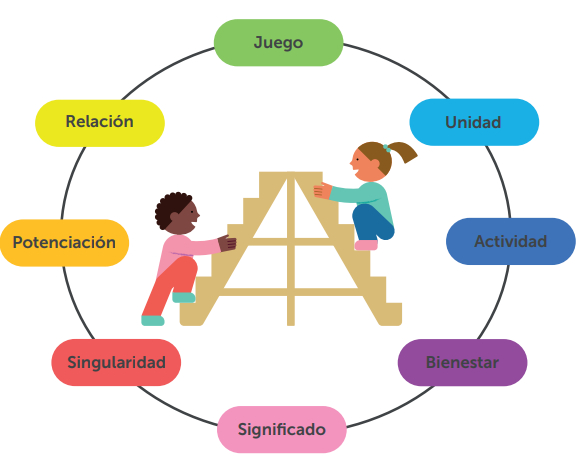 Juego
Relación
Unidad
Potenciación
Actividad
Singularidad
Bienestar
Significado